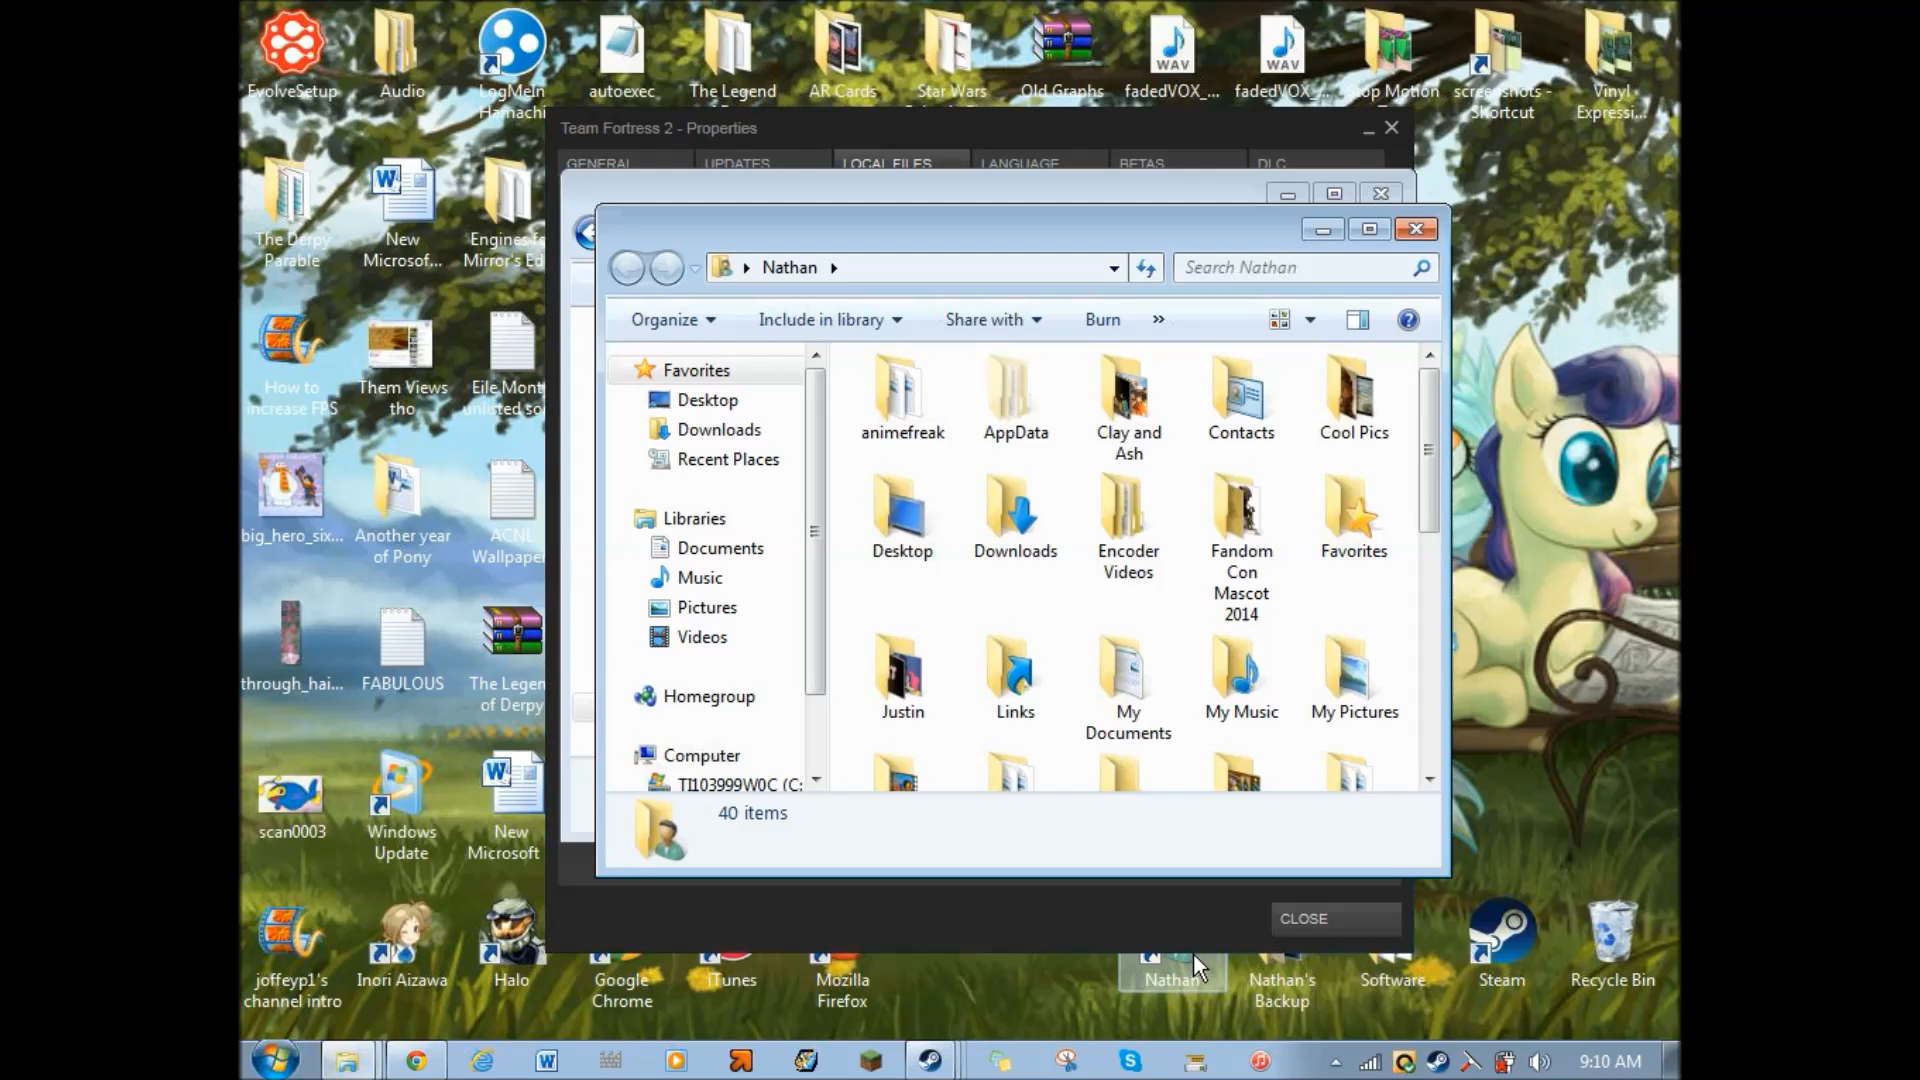 EvolveSetup
Audio
LogMeIn
Hamachi
autoexec
The Legend
AR Cards
Star Wars
Old Graphs
fadedVOX_...
fadedVOX_...
Stop Motion
screenshots -
Shortcut
Vinyl
Expressi...
Team Fortress 2 - Properties
GENERAL
UPDATES
LOCAL FILES
LANGUAGE
BETAS
DLC
The Derpy
Parable
New
Microsof...
Engines fo
Mirror's Ed
Nathan
Search Nathan
Organize
Include in library
Share with
Burn
»
How to
increase FPS
Them Views
tho
Eile Mont
unlisted so
Favorites
Desktop
Downloads
Recent Places
Libraries
Documents
Music
Pictures
Videos
Homegroup
Computer
TI103999W0C (C:
animefreak
AppData
Clay and
Ash
Contacts
Cool Pics
Desktop
Downloads
Encoder
Videos
Fandom
Con
Mascot
2014
Favorites
Justin
Links
My
Documents
My Music
My Pictures
40 items
big_hero_six...
Another year
of Pony
ACNL
Wallpaper
through_hai...
FABULOUS
The Legen
of Derpy
scan0003
Windows
Update
New
Microsoft
CLOSE
joffeyp1's
channel intro
Inori Aizawa
Halo
Google
Chrome
iTunes
Mozilla
Firefox
Nathan
Nathan's
Backup
Software
Steam
Recycle Bin
9:10 AM